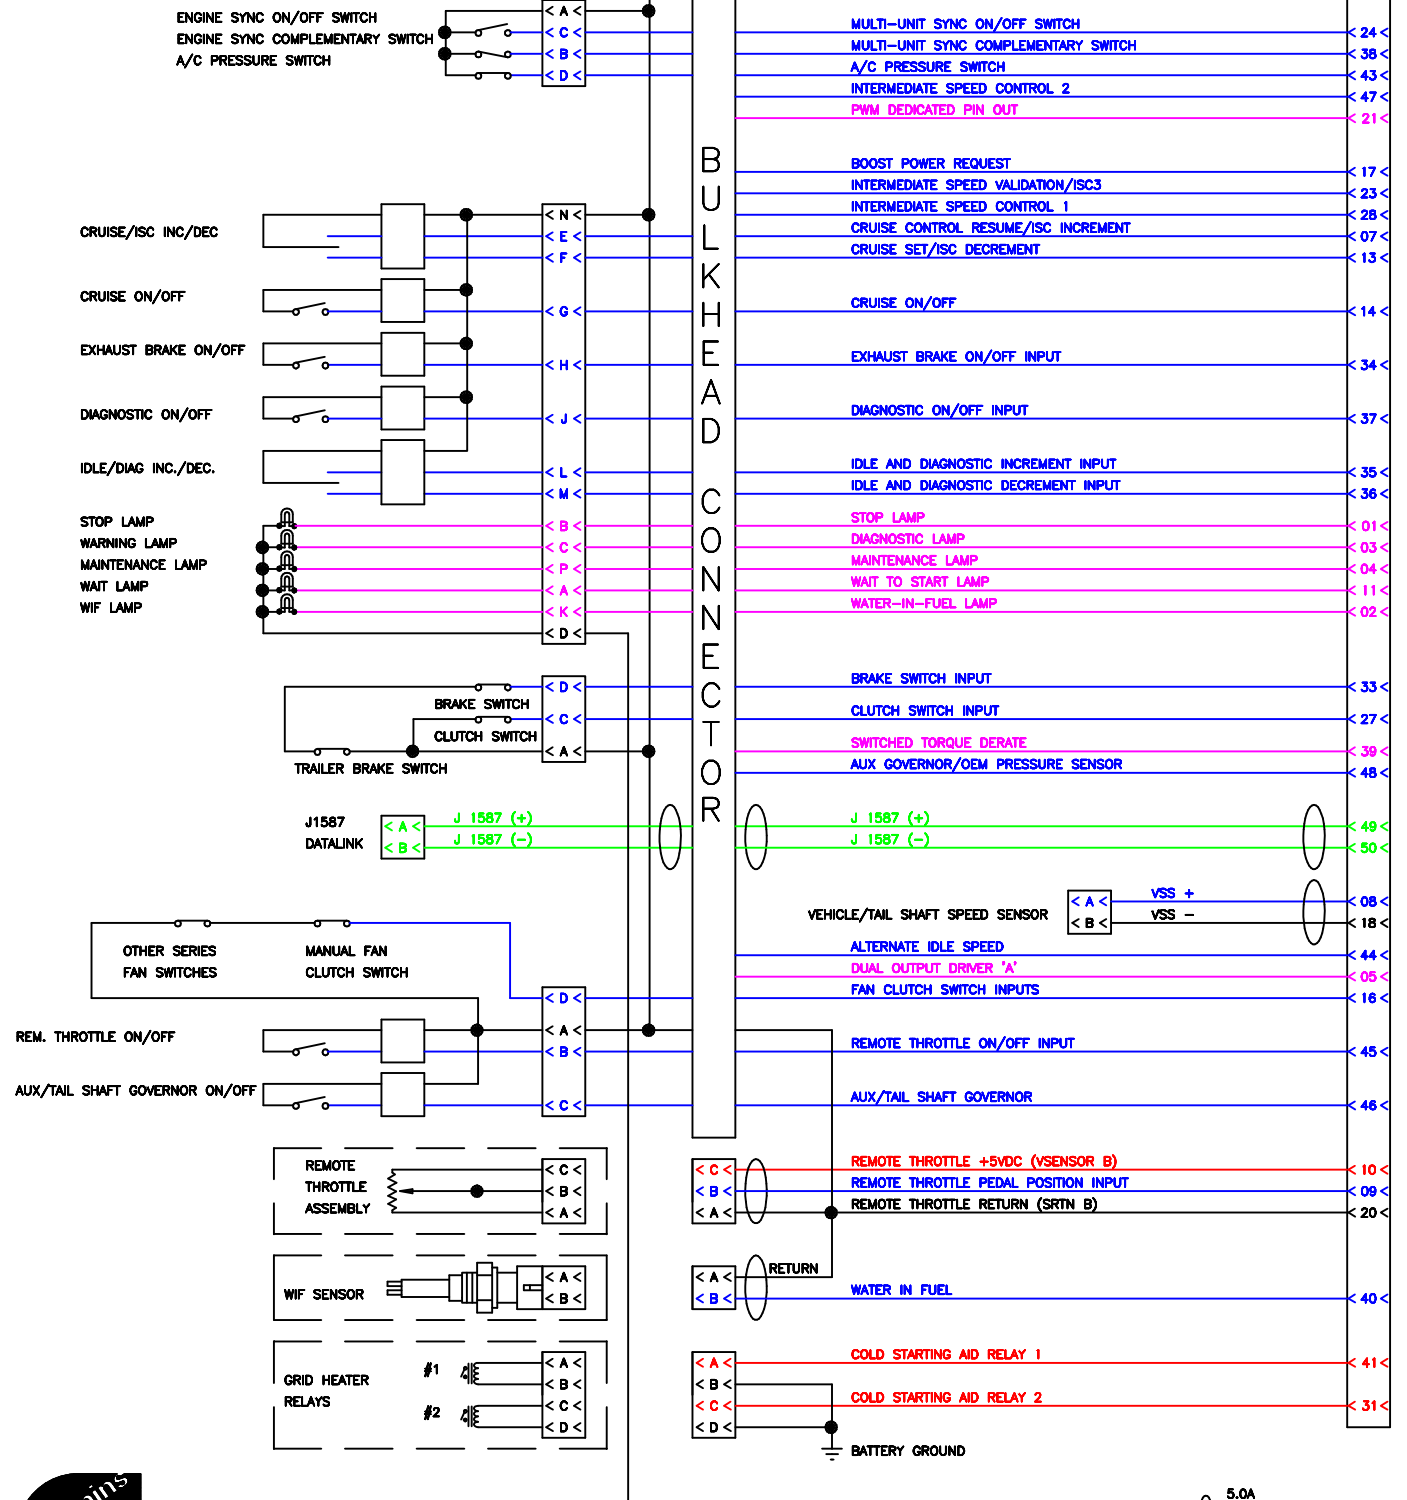 ENGINE SYNC ON/OFF SWITCH
ENGINE SYNC COMPLEMENTARY SWITCH
A/C PRESSURE SWITCH
< A <
< C <
< B <
< D <
MULTI-UNIT SYNC ON/OFF SWITCH < 24 <
MULTI-UNIT SYNC COMPLEMENTARY SWITCH < 38 <
A/C PRESSURE SWITCH < 43 <
INTERMEDIATE SPEED CONTROL 2 < 47 <
PWM DEDICATED PIN OUT < 21 <
BULKHEAD CONNECTOR
BOOST POWER REQUEST < 17 <
INTERMEDIATE SPEED VALIDATION/ISC3 < 23 <
INTERMEDIATE SPEED CONTROL 1 < 28 <
CRUISE CONTROL RESUME/ISC INCREMENT < 07 <
CRUISE SET/ISC DECREMENT < 13 <
CRUISE/ISC INC/DEC
< N <
< E <
< F <
CRUISE ON/OFF < G < CRUISE ON/OFF < 14 <
EXHAUST BRAKE ON/OFF < H < EXHAUST BRAKE ON/OFF INPUT < 34 <
DIAGNOSTIC ON/OFF < J < DIAGNOSTIC ON/OFF INPUT < 37 <
IDLE/DIAG INC./DEC.
< L < IDLE AND DIAGNOSTIC INCREMENT INPUT < 35 <
< M < IDLE AND DIAGNOSTIC DECREMENT INPUT < 36 <
STOP LAMP < B < STOP LAMP < 01 <
WARNING LAMP < C < DIAGNOSTIC LAMP < 03 <
MAINTENANCE LAMP < P < MAINTENANCE LAMP < 04 <
WAIT LAMP < A < WAIT TO START LAMP < 11 <
WIF LAMP < K < WATER-IN-FUEL LAMP < 02 <
< D <
BRAKE SWITCH < D < BRAKE SWITCH INPUT < 33 <
CLUTCH SWITCH < C < CLUTCH SWITCH INPUT < 27 <
TRAILER BRAKE SWITCH < A <
SWITCHED TORQUE DERATE < 39 <
AUX GOVERNOR/OEM PRESSURE SENSOR < 48 <
J1587
DATALINK
< A < J 1587 (+) J 1587 (+) < 49 <
< B < J 1587 (-) J 1587 (-) < 50 <
VEHICLE/TAIL SHAFT SPEED SENSOR
< A < VSS + < 08 <
< B < VSS - < 18 <
OTHER SERIES
FAN SWITCHES
MANUAL FAN
CLUTCH SWITCH
ALTERNATE IDLE SPEED < 44 <
DUAL OUTPUT DRIVER 'A' < 05 <
< D < FAN CLUTCH SWITCH INPUTS < 16 <
REM. THROTTLE ON/OFF
< A <
< B < REMOTE THROTTLE ON/OFF INPUT < 45 <
AUX/TAIL SHAFT GOVERNOR ON/OFF < C < AUX/TAIL SHAFT GOVERNOR < 46 <
REMOTE
THROTTLE
ASSEMBLY
< C < < C < REMOTE THROTTLE +5VDC (VSENSOR B) < 10 <
< B < < B < REMOTE THROTTLE PEDAL POSITION INPUT < 09 <
< A < < A < REMOTE THROTTLE RETURN (SRTN B) < 20 <
WIF SENSOR
< A < < A < RETURN
< B < < B < WATER IN FUEL < 40 <
GRID HEATER
RELAYS
#1
#2
< A < < A < COLD STARTING AID RELAY 1 < 41 <
< B < < B <
< C < < C < COLD STARTING AID RELAY 2 < 31 <
< D < < D <
BATTERY GROUND
5.0A